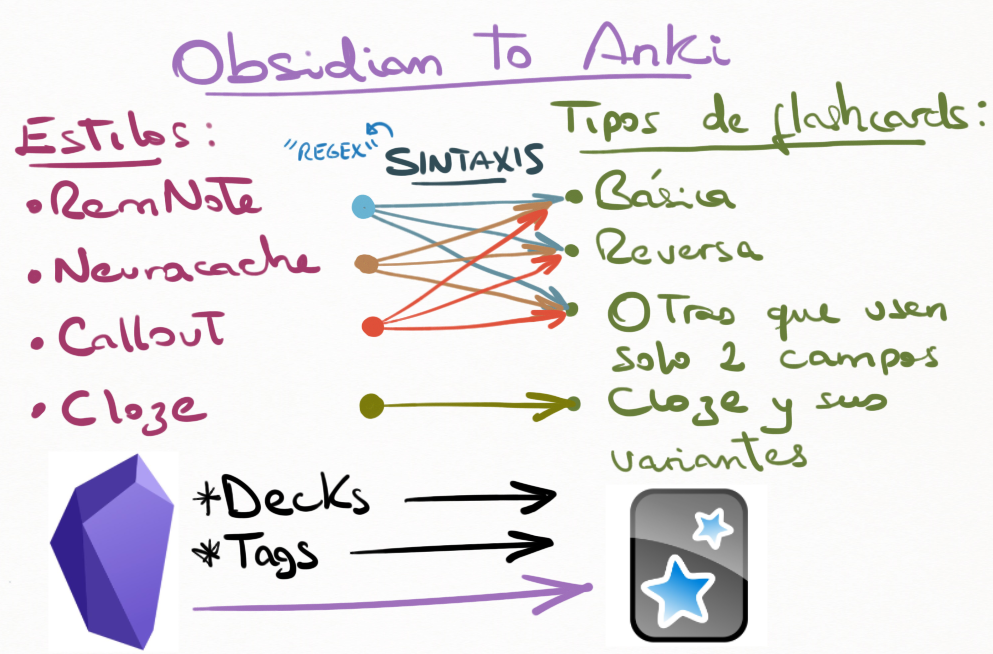 Obsidian to Anki
Estilos:
• RemNote
• Neuracache
• Callout
• Cloze
"REGEX"
SINTAXIS
Tipos de flashcards:
• Básica
• Reversa
• Otras que usen
solo 2 campos
• Cloze y sus
variantes
*Decks
*Tags